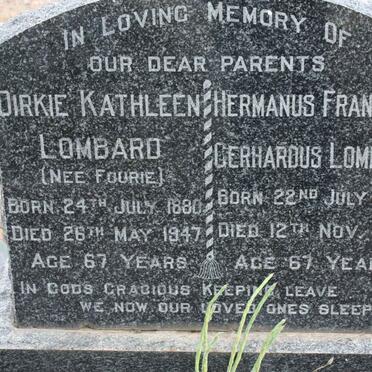 IN LOVING MEMORY OF
OUR DEAR PARENTS
DIRKIE KATHLEEN HERMANUS FRAN
LOMBARD GERHARDUS LOM
(NEE FOURIE)
BORN 24TH JULY 1880 BORN 22ND JULY
DIED 26TH MAY 1947 DIED 12TH NOV.
AGE 67 YEARS AGE 67 YEA
IN GODS GRACIOUS KEEPING LEAVE
WE NOW, OUR LOVED ONES SLEEP